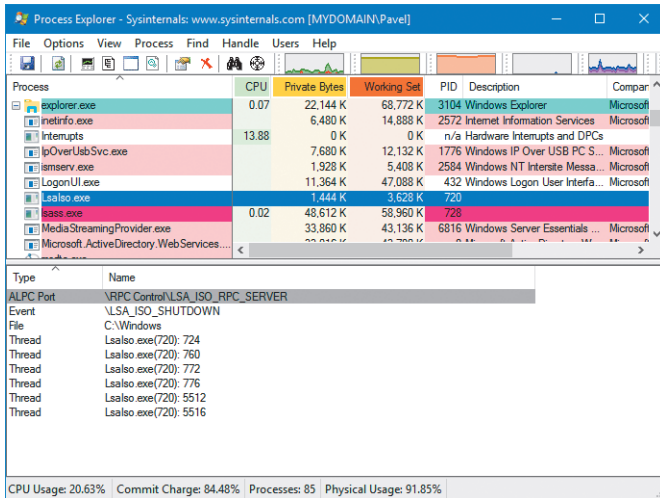 Process Explorer - Sysinternals: www.sysinternals.com [MYDOMAIN\Pavel]
File Options View Process Find Handle Users Help
Process CPU Private Bytes Working Set PID Description Compan
explorer.exe 0.07 22,144 K 68,772 K 3104 Windows Explorer Microsoft
inetinfo.exe 6,480 K 14,888 K 2572 Internet Information Services Microsoft
Interrupts 13.88 0 K 0 K n/a Hardware Interrupts and DPCs
IpOverUsbSvc.exe 7,680 K 12,132 K 1776 Windows IP Over USB PC S... Microsoft
ismserv.exe 1,928 K 5,408 K 2584 Windows NT Intersite Messa... Microsoft
LogonUI.exe 11,364 K 47,088 K 432 Windows Logon User Interfa... Microsoft
LsaIso.exe 1,444 K 3,628 K 720
lsass.exe 0.02 48,612 K 58,960 K 728
MediaStreamingProvider.exe 33,860 K 43,136 K 6816 Windows Server Essentials ... Microsoft
Microsoft.ActiveDirectory.WebServices....
Type Name
ALPC Port \RPC Control\LSA_ISO_RPC_SERVER
Event \LSA_ISO_SHUTDOWN
File C:\Windows
Thread LsaIso.exe(720): 724
Thread LsaIso.exe(720): 760
Thread LsaIso.exe(720): 772
Thread LsaIso.exe(720): 776
Thread LsaIso.exe(720): 5512
Thread LsaIso.exe(720): 5516
CPU Usage: 20.63% Commit Charge: 84.48% Processes: 85 Physical Usage: 91.85%